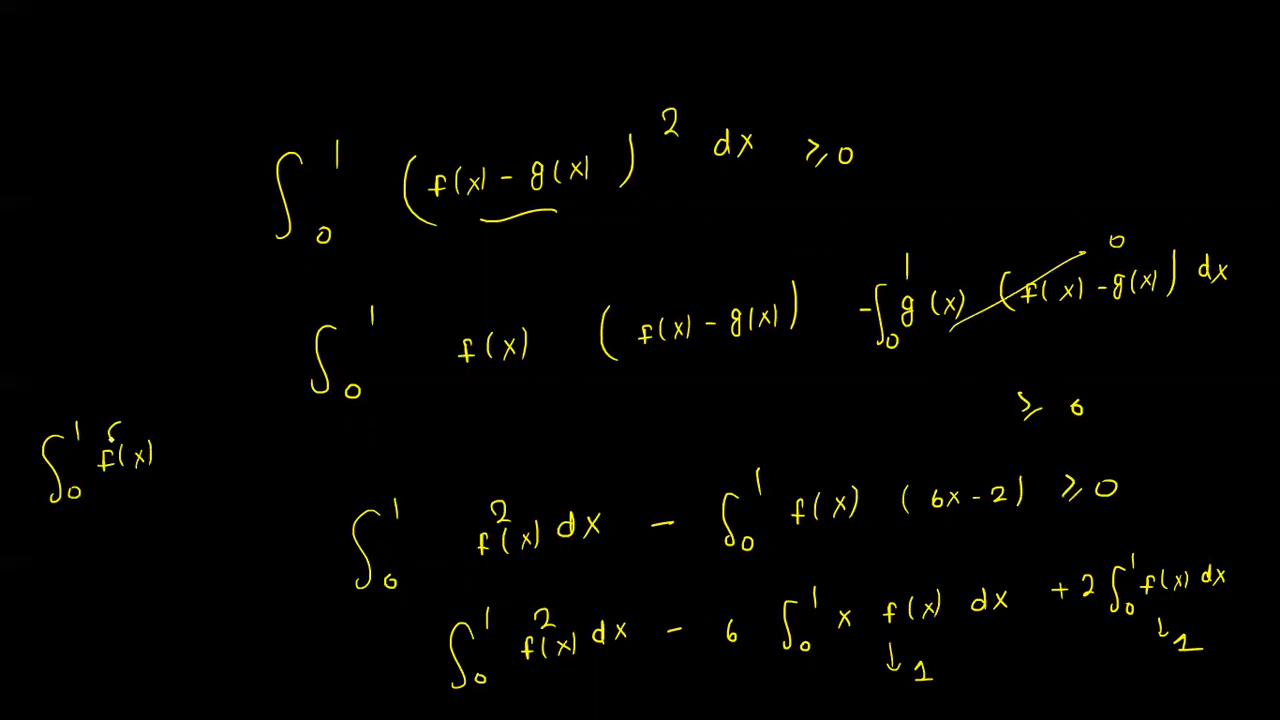 ∫₀¹ (f(x) - g(x))² dx ≥ 0
∫₀¹ f(x) (f(x) - g(x)) - ∫₀¹ g(x) (f(x) - g(x)) dx 0
≥ 0
∫₀¹ f(x)
∫₀¹ f²(x) dx - ∫₀¹ f(x) (6x - 2) ≥ 0
∫₀¹ f²(x) dx - 6 ∫₀¹ x f(x) dx + 2 ∫₀¹ f(x) dx
↓ 1 ↓ 1